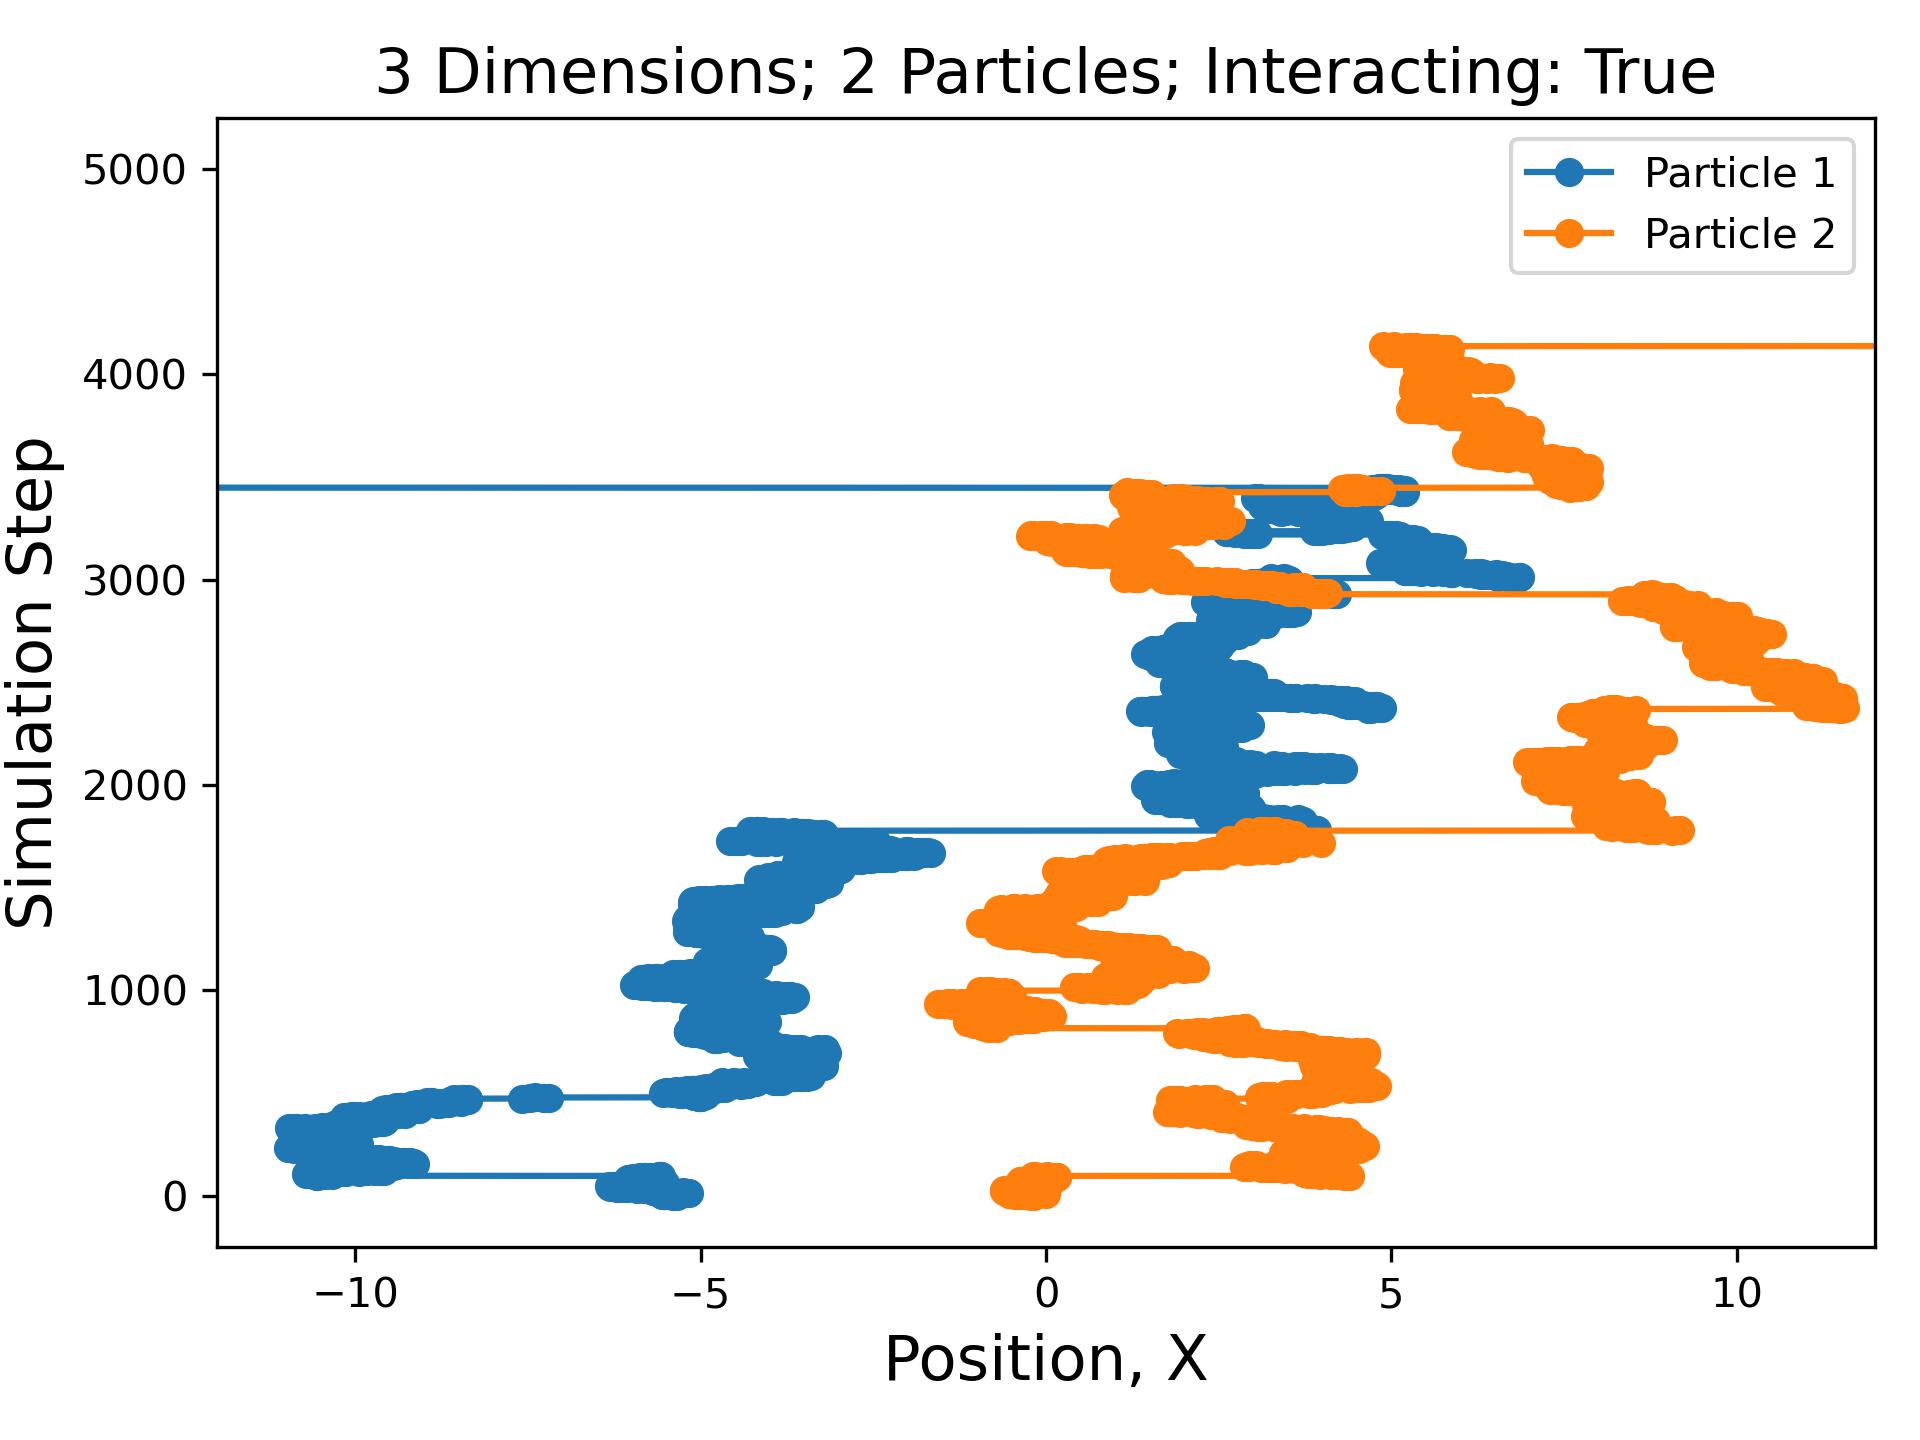 3 Dimensions; 2 Particles; Interacting: True
Particle 1
Particle 2
5000
4000
3000
2000
1000
0
Simulation Step
−10 −5 0 5 10
Position, X